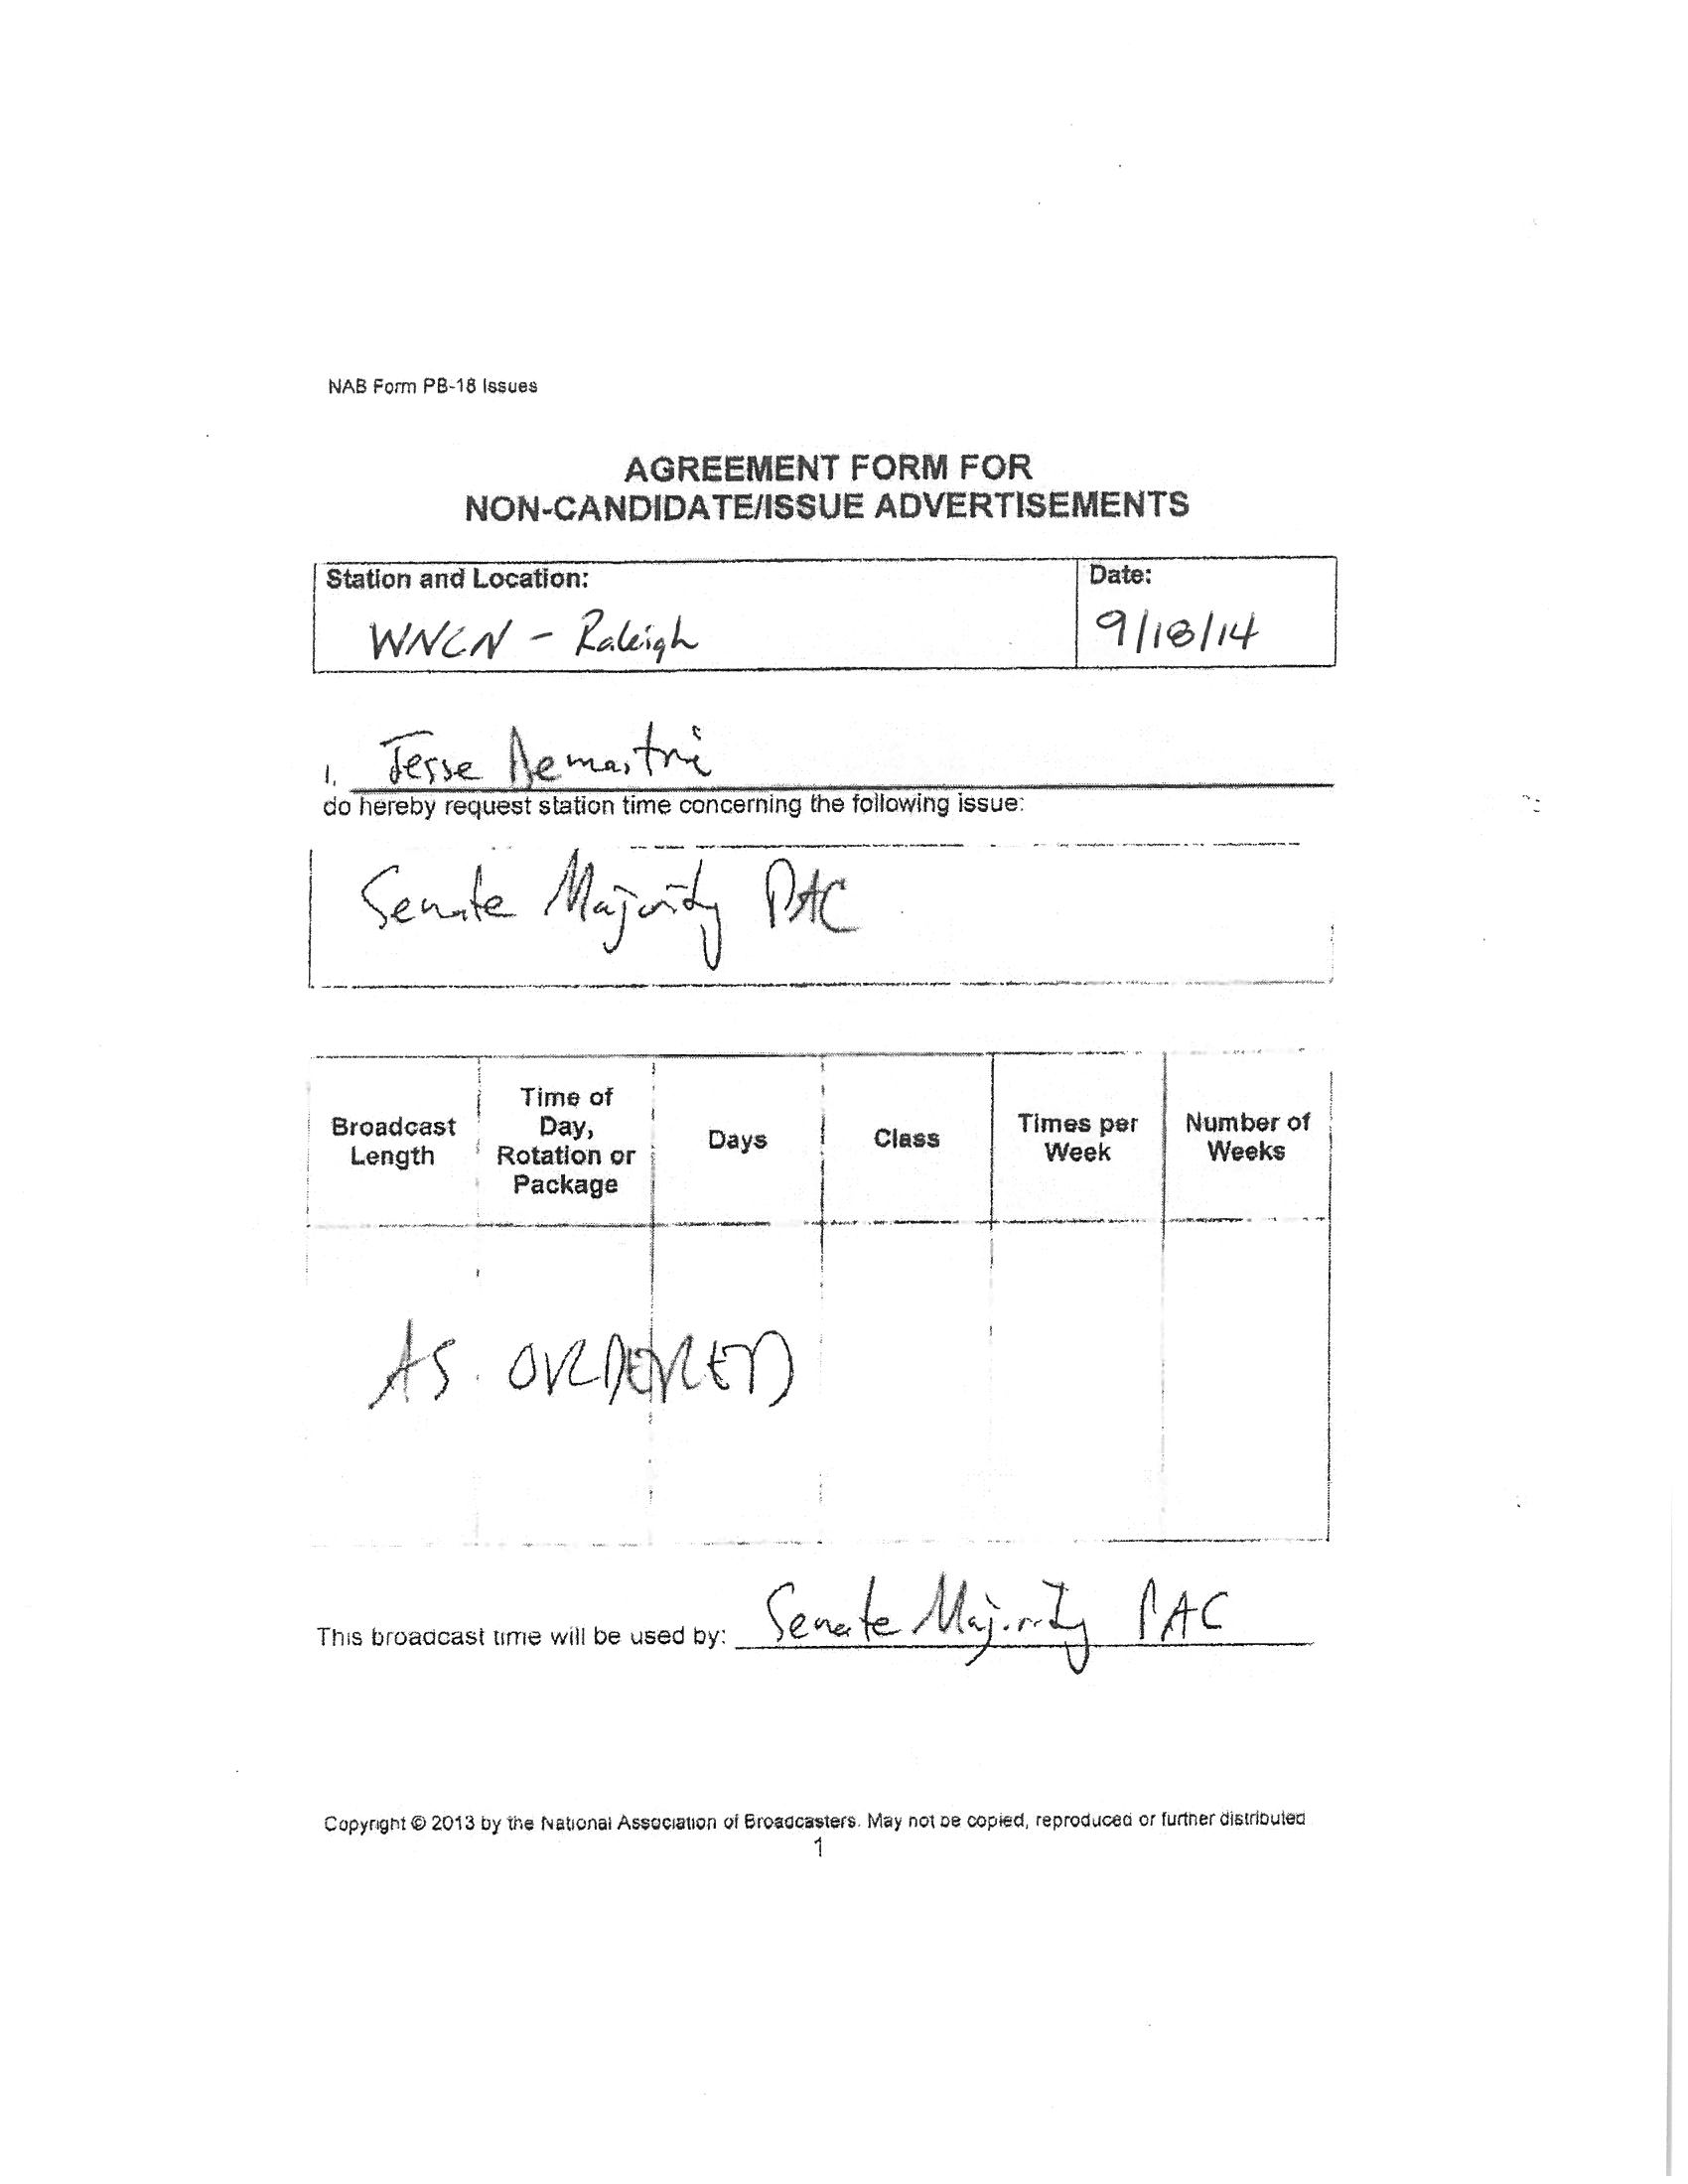 NAB Form PB-18 Issues
AGREEMENT FORM FOR
NON-CANDIDATE/ISSUE ADVERTISEMENTS
Station and Location:
WNCN - Raleigh
Date:
9/18/14
I, Jesse Demastri
do hereby request station time concerning the following issue:
Senate Majority PAC
Broadcast
Length
Time of
Day,
Rotation or
Package
Days
Class
Times per
Week
Number of
Weeks
AS ORDERED
This broadcast time will be used by: Senate Majority PAC
Copyright © 2013 by the National Association of Broadcasters. May not be copied, reproduced or further distributed
1